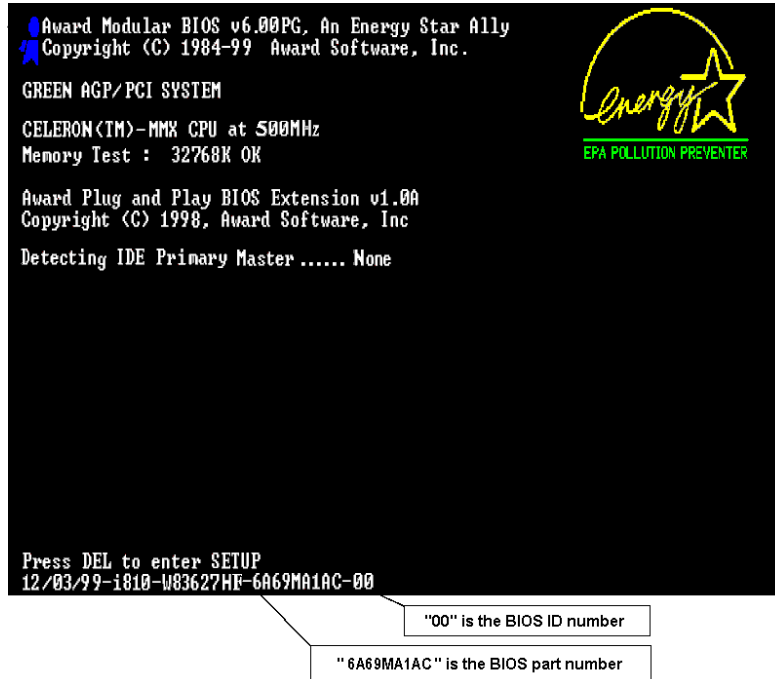 Award Modular BIOS v6.00PG, An Energy Star Ally
Copyright (C) 1984-99 Award Software, Inc.
energy
EPA POLLUTION PREVENTER
GREEN AGP/PCI SYSTEM
CELERON(TM)-MMX CPU at 500MHz
Memory Test : 32768K OK
Award Plug and Play BIOS Extension v1.0A
Copyright (C) 1998, Award Software, Inc
Detecting IDE Primary Master ...... None
Press DEL to enter SETUP
12/03/99-i810-W83627HF-6A69MA1AC-00
"00" is the BIOS ID number
"6A69MA1AC" is the BIOS part number